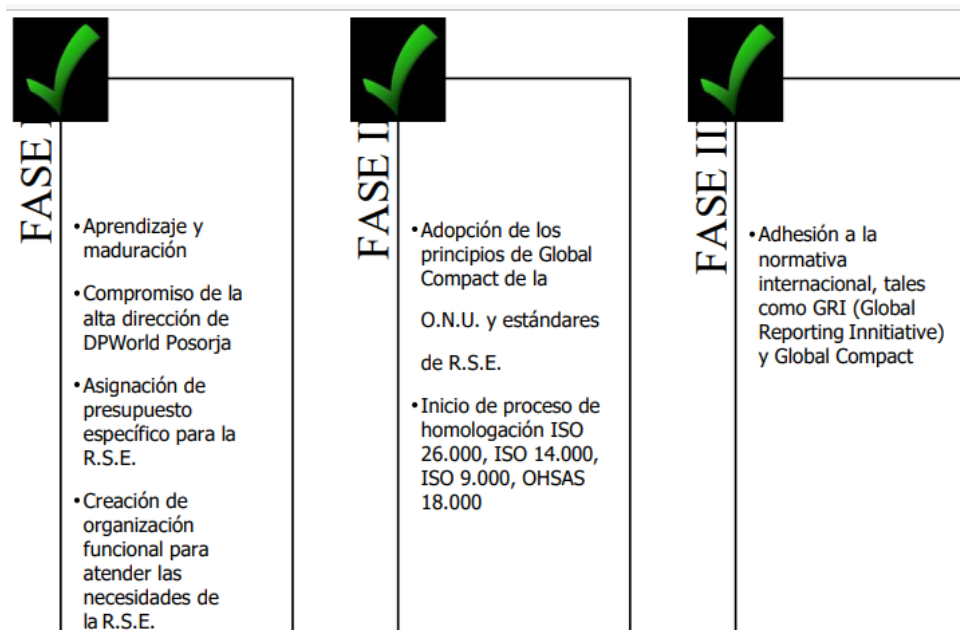 FASE I
• Aprendizaje y
maduración
• Compromiso de la
alta dirección de
DPWorld Posorja
• Asignación de
presupuesto
específico para la
R.S.E.
• Creación de
organización
funcional para
atender las
necesidades de
la R.S.E.
FASE II
• Adopción de los
principios de Global
Compact de la
O.N.U. y estándares
de R.S.E.
• Inicio de proceso de
homologación ISO
26.000, ISO 14.000,
ISO 9.000, OHSAS
18.000
FASE III
• Adhesión a la
normativa
internacional, tales
como GRI (Global
Reporting Innitiative)
y Global Compact